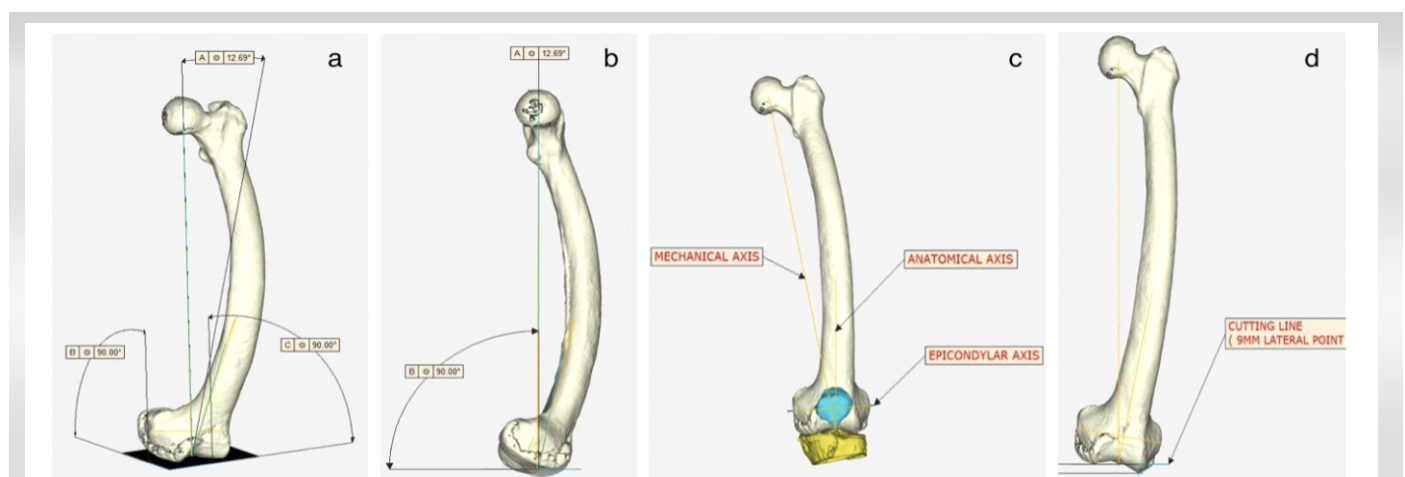 a
A ⊙ 12.69°
B ⊙ 90.00°
C ⊙ 90.00°
b
A ⊙ 12.69°
B ⊙ 90.00°
c
MECHANICAL AXIS
ANATOMICAL AXIS
EPICONDYLAR AXIS
d
CUTTING LINE
( 9MM LATERAL POINT